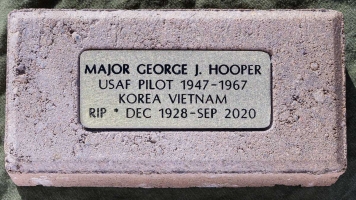 MAJOR GEORGE J. HOOPER
USAF PILOT 1947-1967
KOREA VIETNAM
RIP * DEC 1928-SEP 2020